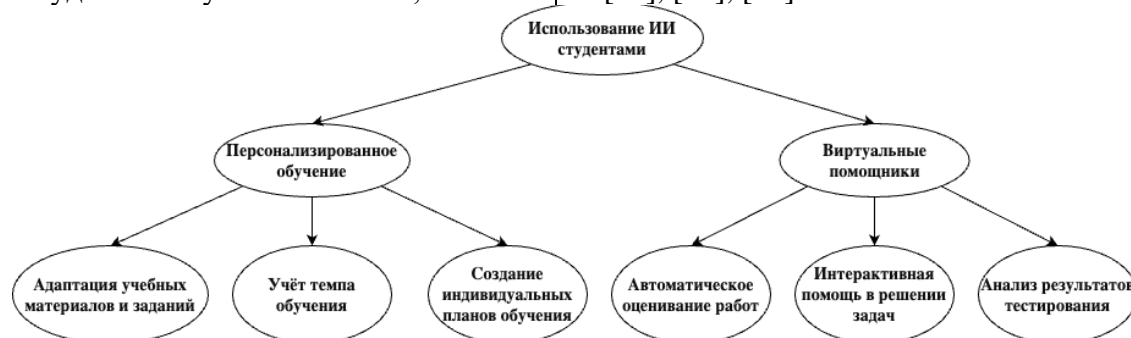 Использование ИИ
студентами
Персонализированное
обучение
Виртуальные
помощники
Адаптация учебных
материалов и заданий
Учёт темпа
обучения
Создание
индивидуальных
планов обучения
Автоматическое
оценивание работ
Интерактивная
помощь в решении
задач
Анализ результатов
тестирования